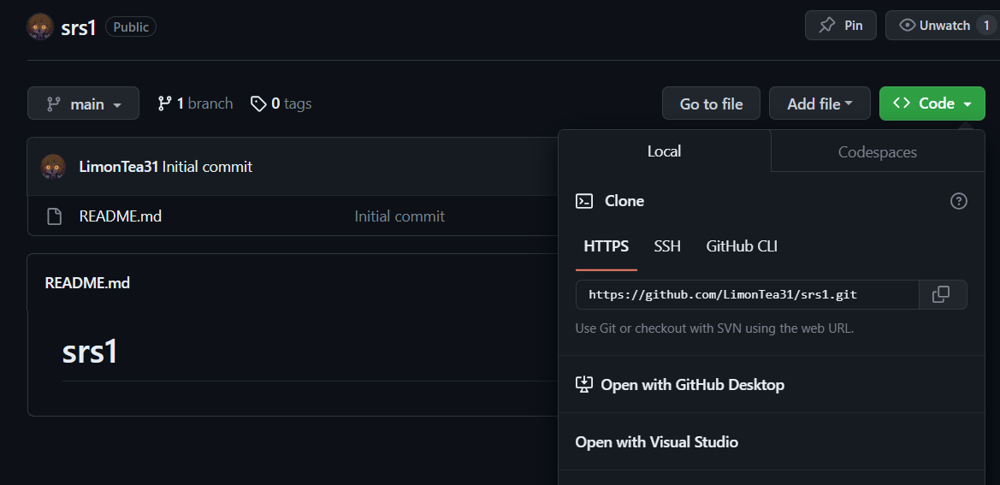 srs1 Public Pin Unwatch 1
main 1 branch 0 tags Go to file Add file Code
Local Codespaces
LimonTea31 Initial commit
Clone
README.md Initial commit
HTTPS SSH GitHub CLI
README.md
https://github.com/LimonTea31/srs1.git
Use Git or checkout with SVN using the web URL.
srs1
Open with GitHub Desktop
Open with Visual Studio